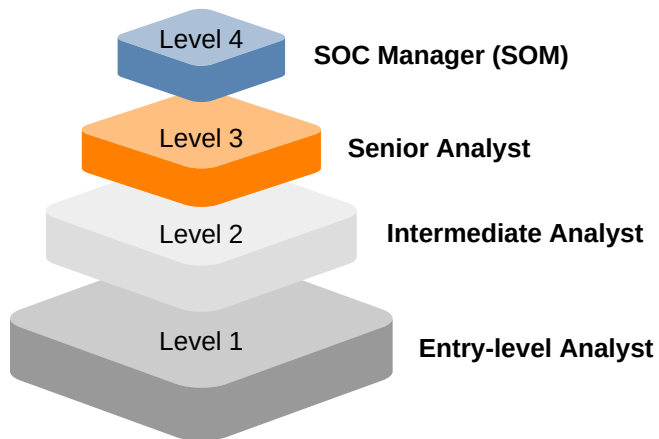 Level 4
SOC Manager (SOM)
Level 3
Senior Analyst
Level 2
Intermediate Analyst
Level 1
Entry-level Analyst